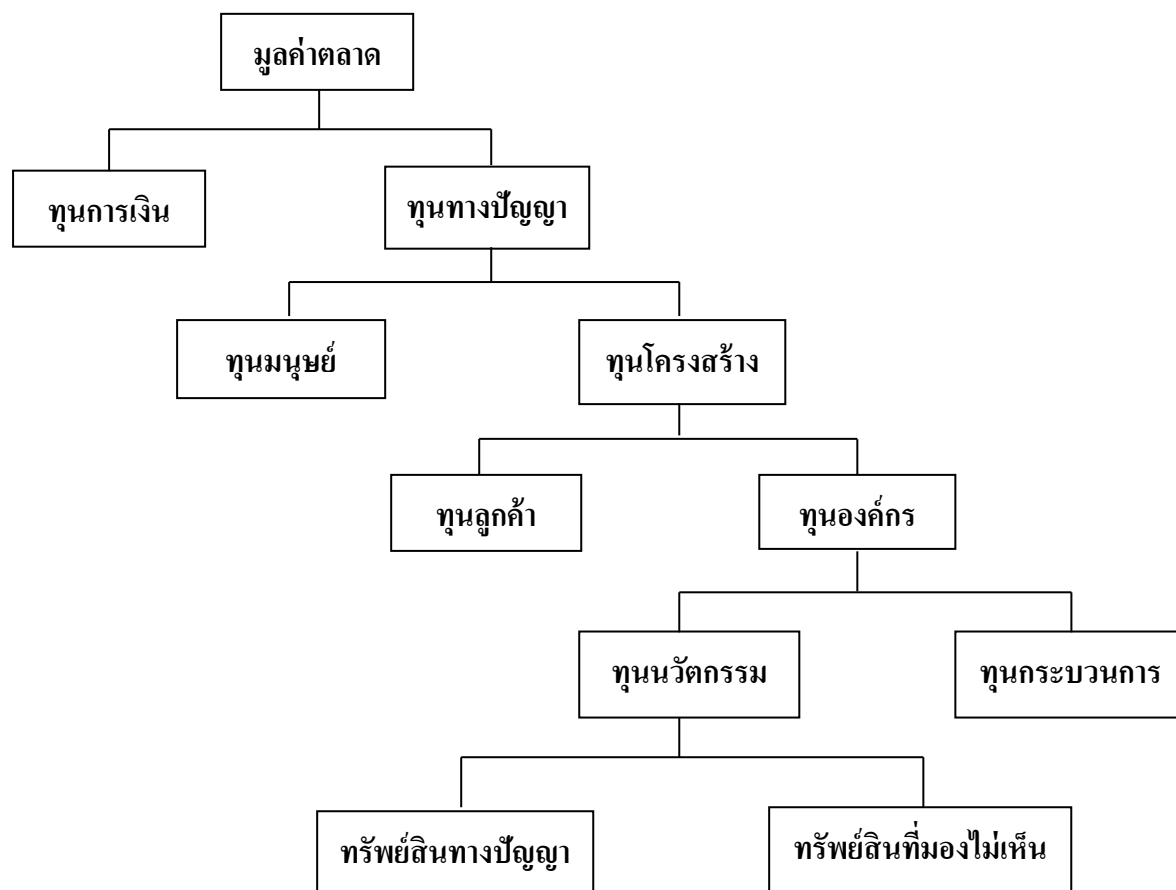 มูลค่าตลาด
ทุนการเงิน
ทุนทางปัญญา
ทุนมนุษย์
ทุนโครงสร้าง
ทุนลูกค้า
ทุนองค์กร
ทุนนวัตกรรม
ทุนกระบวนการ
ทรัพย์สินทางปัญญา
ทรัพย์สินที่มองไม่เห็น